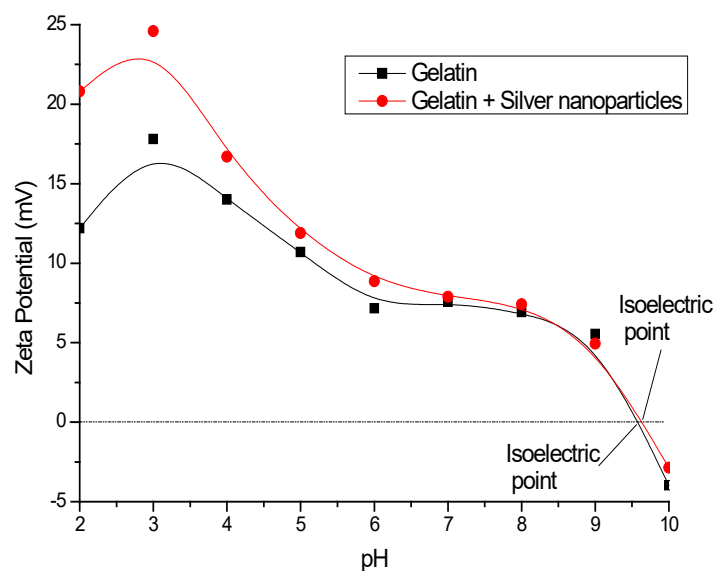 25
20
15
10
5
0
-5
Zeta Potential (mV)
Gelatin
Gelatin + Silver nanoparticles
Isoelectric
point
Isoelectric
point
2 3 4 5 6 7 8 9 10
pH